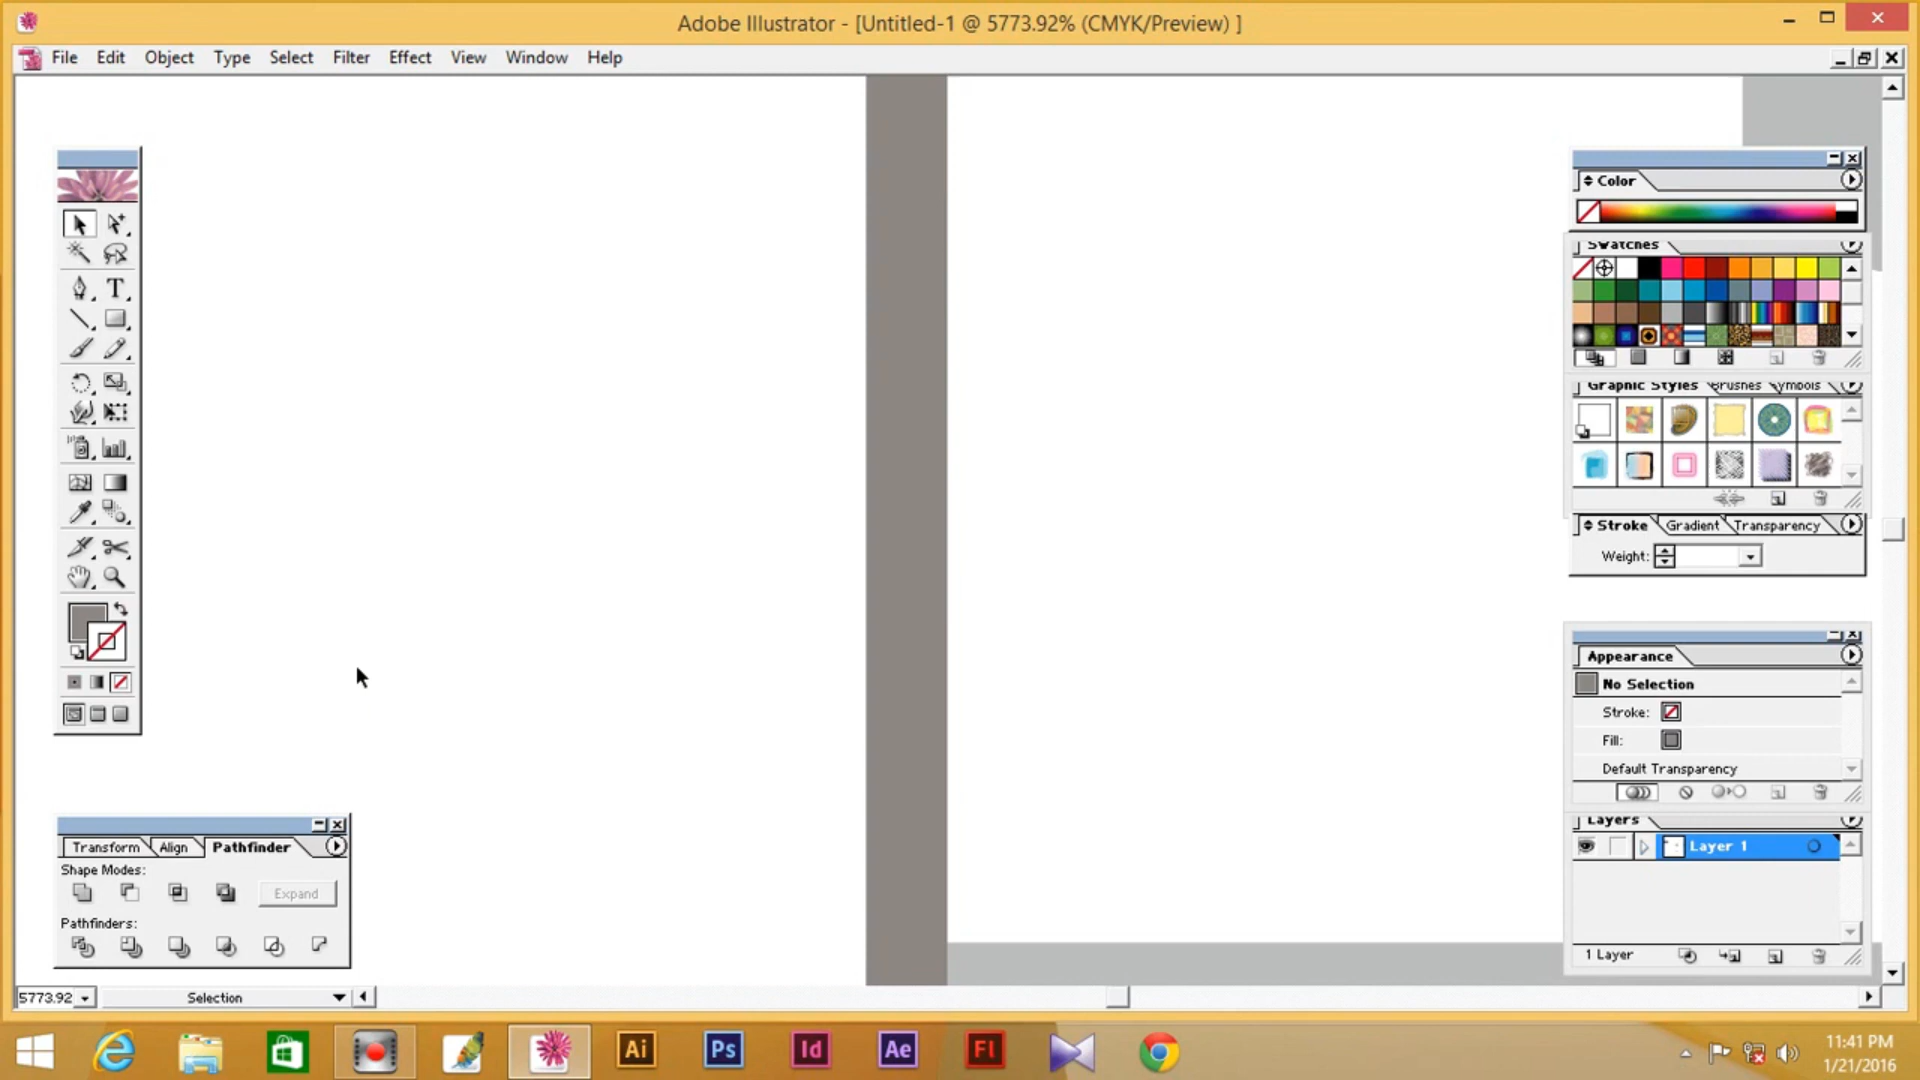 Adobe Illustrator - [Untitled-1 @ 5773.92% (CMYK/Preview) ]
File Edit Object Type Select Filter Effect View Window Help
Color
Swatches
T
Graphic Styles Brushes Symbols
Stroke Gradient Transparency
Weight:
Appearance
No Selection
Stroke:
Fill:
Default Transparency
Transform Align Pathfinder
Shape Modes:
Expand
Pathfinders:
Layers
Layer 1
1 Layer
5773.92 Selection
Ai Ps Id Ae Fl
11:41 PM
1/21/2016